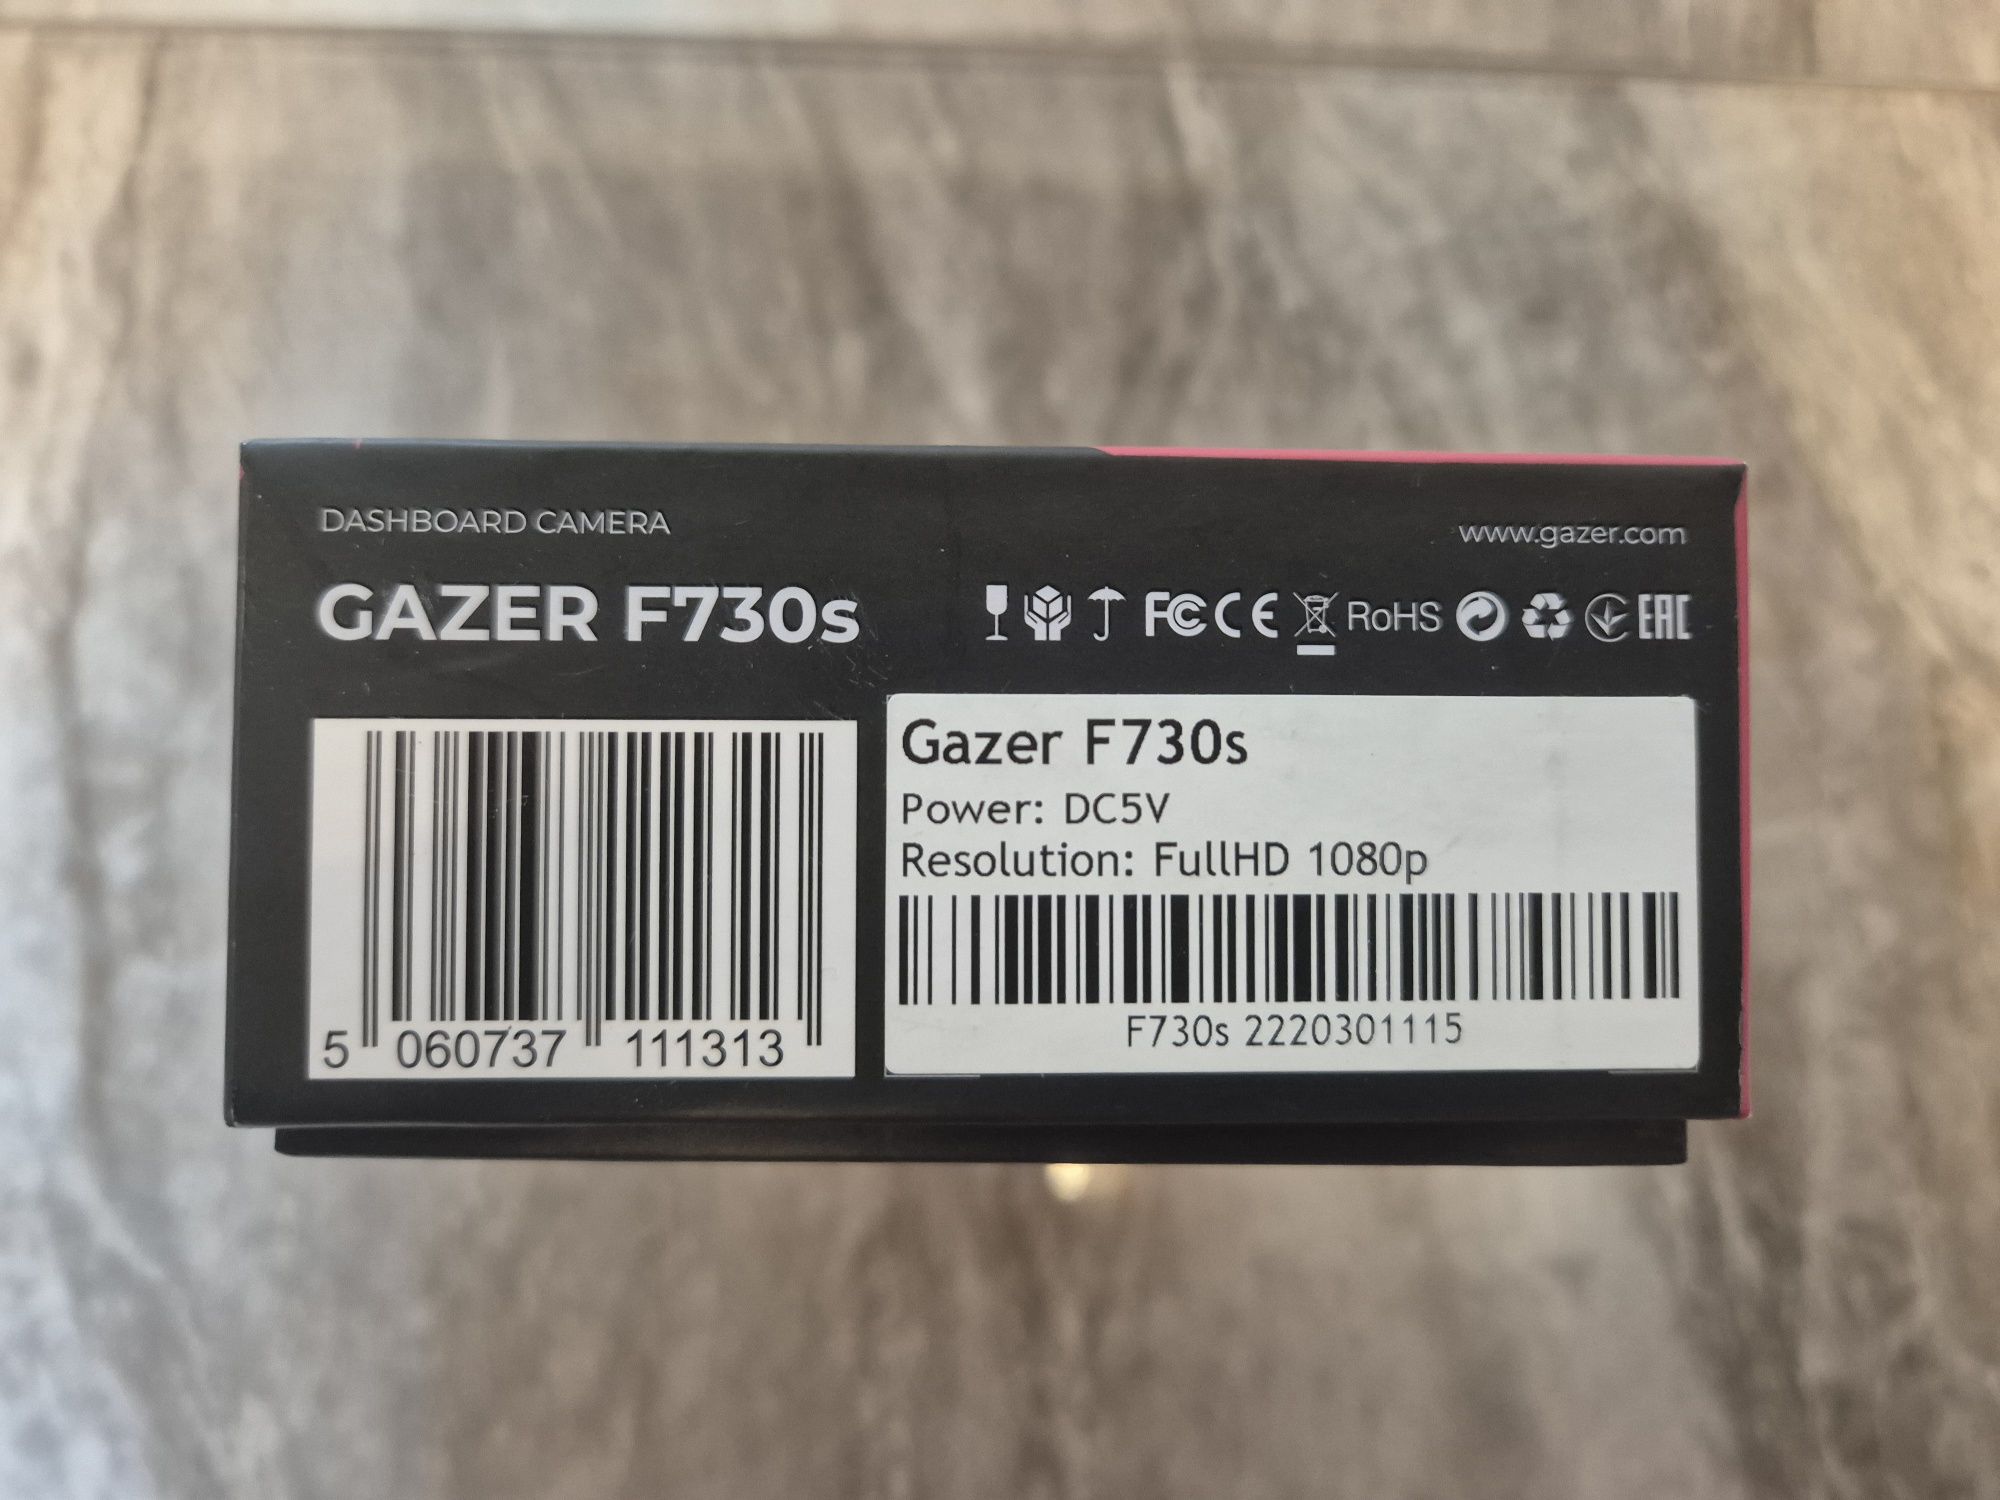 DASHBOARD CAMERA
www.gazer.com
GAZER F730s
FC CE RoHS EAC
Gazer F730s
Power: DC5V
Resolution: FullHD 1080p
F730s 2220301115
5 060737 111313